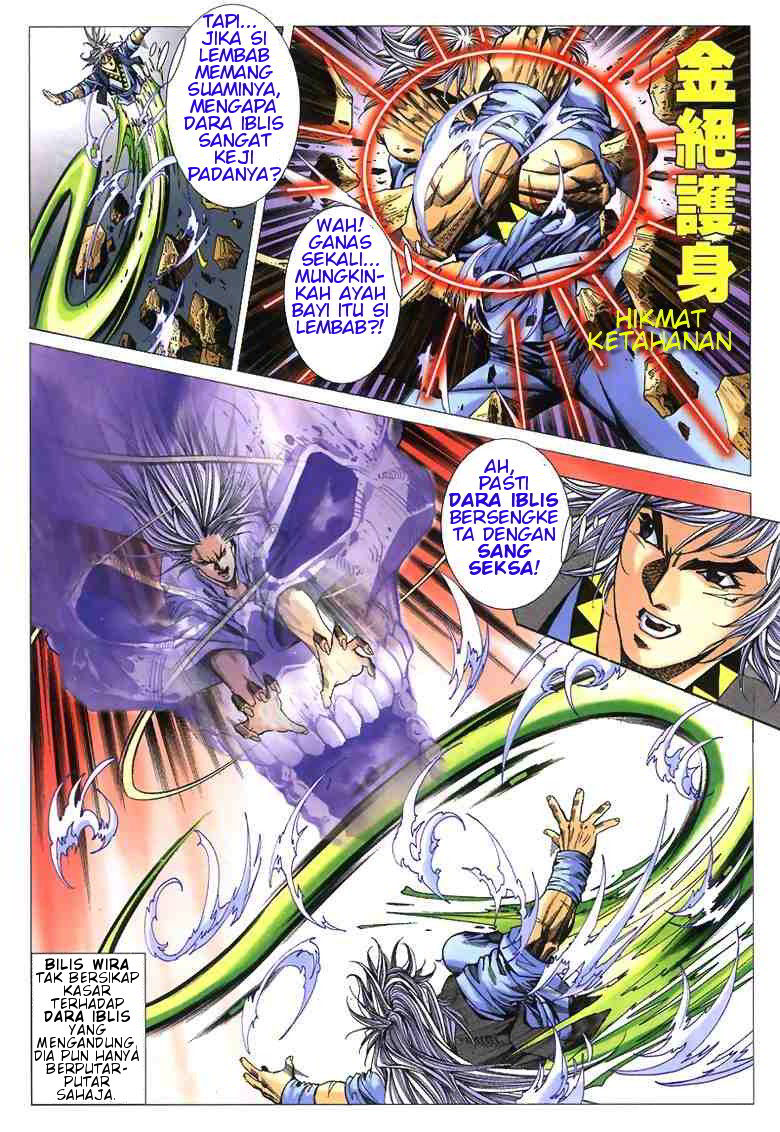 TAPI...
JIKA SI
LEMBAB
MEMANG
SUAMINYA,
MENGAPA
DARA IBLIS
SANGAT
KEJI
PADANYA?
WAH!
GANAS
SEKALI...
MUNGKIN-
KAH AYAH
BAYI ITU SI
LEMBAB?!
金絕護身
HIKMAT
KETAHANAN
AH,
PASTI
DARA IBLIS
BERSENGKE
TA DENGAN
SANG
SEKSA!
BILIS WIRA
TAK BERSIKAP
KASAR
TERHADAP
DARA IBLIS
YANG
MENGANDUNG,
DIA PUN HANYA
BERPUTAR-
PUTAR
SAHAJA.